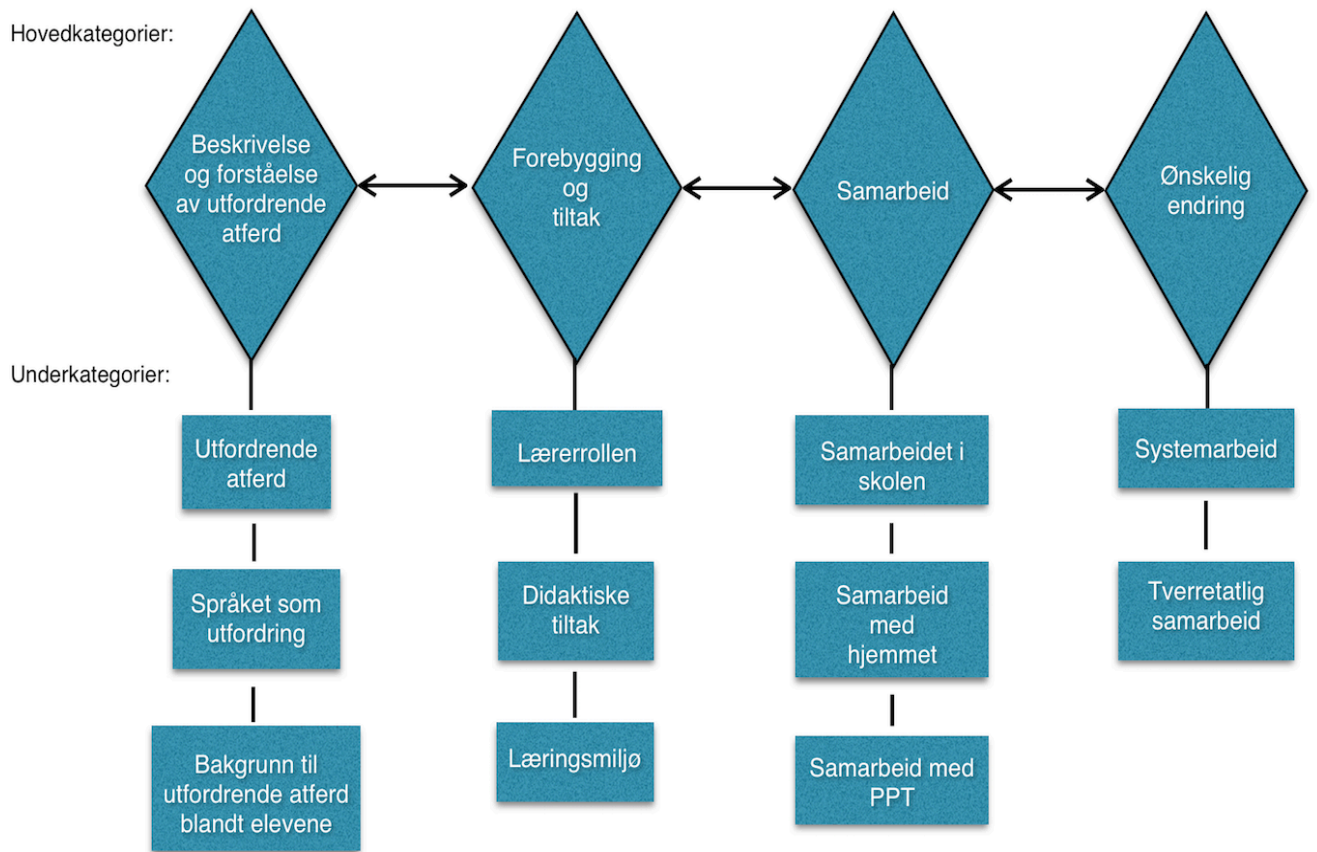 Hovedkategorier:
Beskrivelse
og forståelse
av utfordrende
atferd
Forebygging
og
tiltak
Samarbeid
Ønskelig
endring
Underkategorier:
Utfordrende
atferd
Lærerrollen
Samarbeidet i
skolen
Systemarbeid
Språket som
utfordring
Didaktiske
tiltak
Samarbeid
med
hjemmet
Tverretatlig
samarbeid
Bakgrunn til
utfordrende atferd
blandt elevene
Læringsmiljø
Samarbeid med
PPT